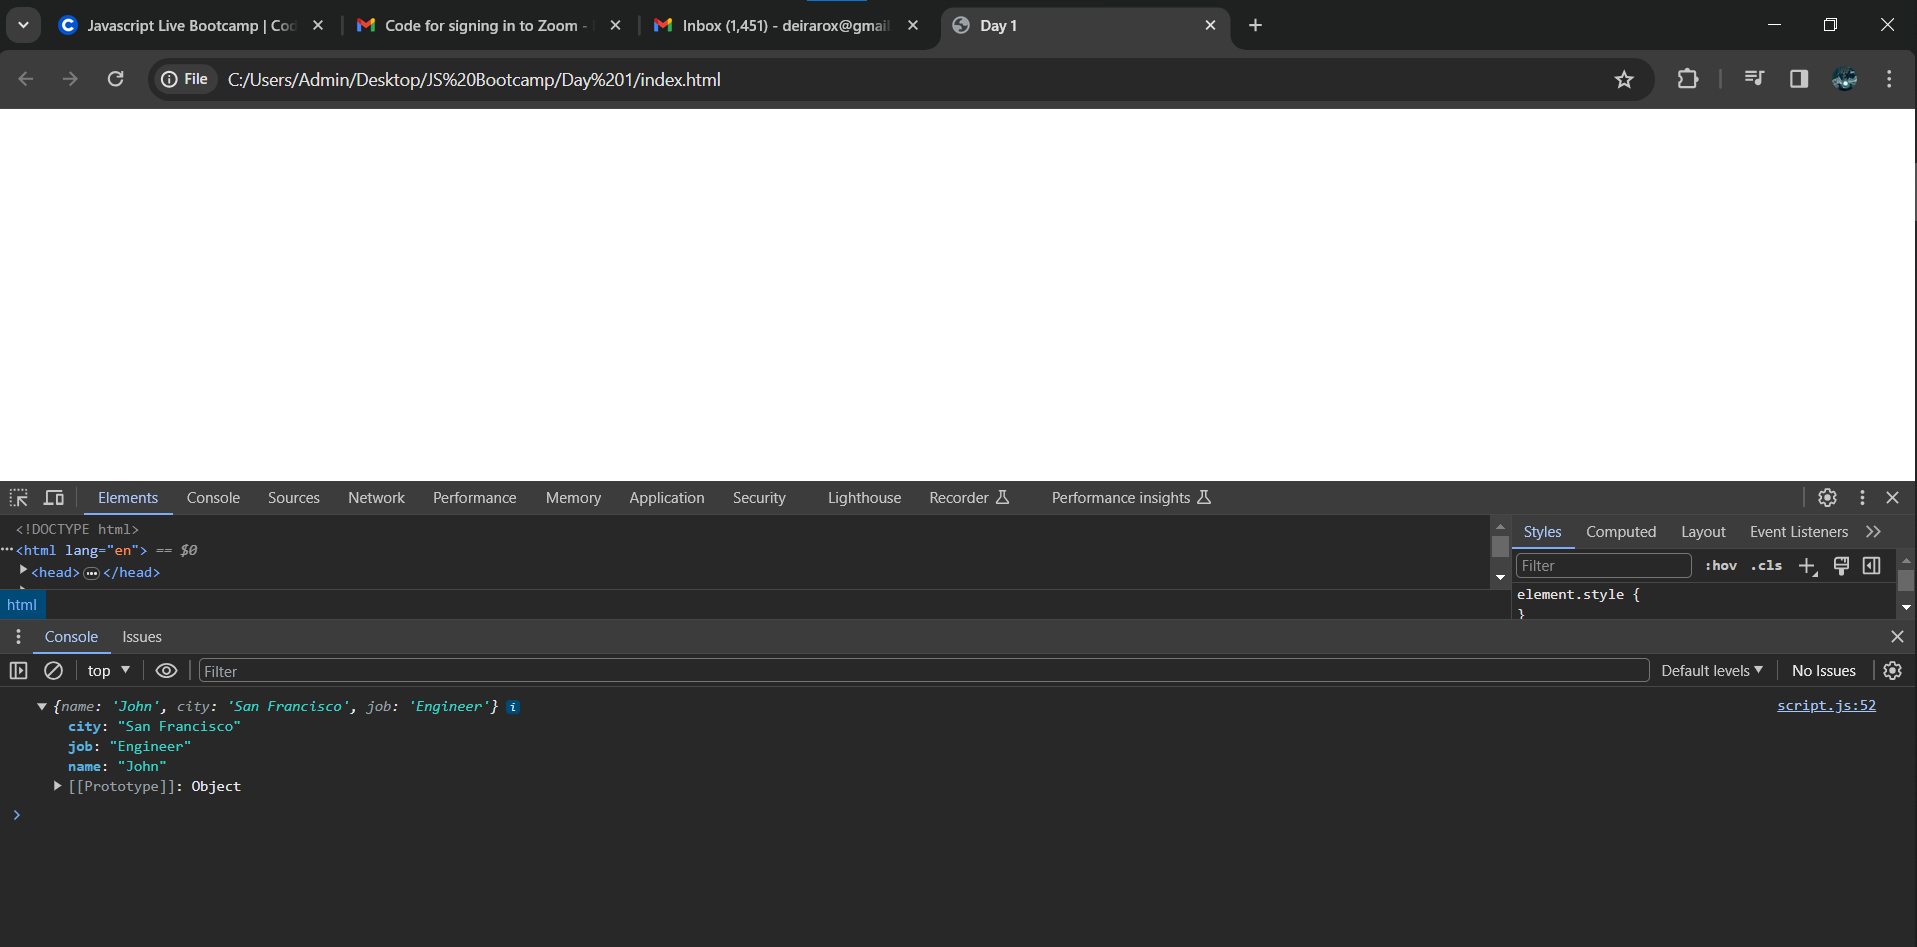 Javascript Live Bootcamp | Cod
Code for signing in to Zoom -
Inbox (1,451) - deirarox@gmail
Day 1
File
C:/Users/Admin/Desktop/JS%20Bootcamp/Day%201/index.html
Elements Console Sources Network Performance Memory Application Security Lighthouse Recorder Performance insights
<!DOCTYPE html>
<html lang="en"> == $0
<head> </head>
html
Styles Computed Layout Event Listeners
Filter :hov .cls
element.style {
}
Console Issues
top Filter Default levels No Issues
{name: 'John', city: 'San Francisco', job: 'Engineer'} i script.js:52
city: "San Francisco"
job: "Engineer"
name: "John"
[[Prototype]]: Object